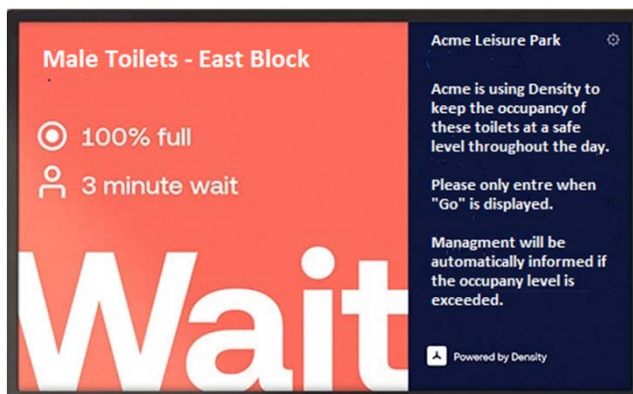 Male Toilets - East Block
100% full
3 minute wait
Wait
Acme Leisure Park
Acme is using Density to
keep the occupancy of
these toilets at a safe
level throughout the day.
Please only entre when
"Go" is displayed.
Managment will be
automatically informed if
the occupany level is
exceeded.
Powered by Density